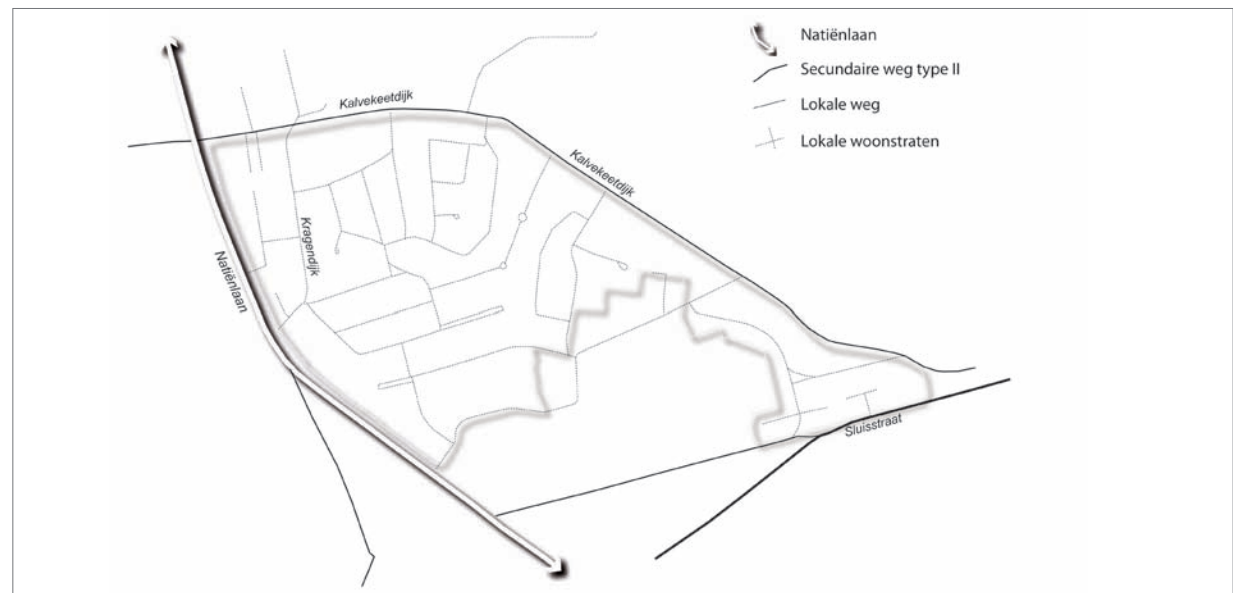 Natiënlaan
Secundaire weg type II
Lokale weg
Lokale woonstraten
Kalvekeetdijk
Kalvekeetdijk
Kragendijk
Natiënlaan
Sluisstraat